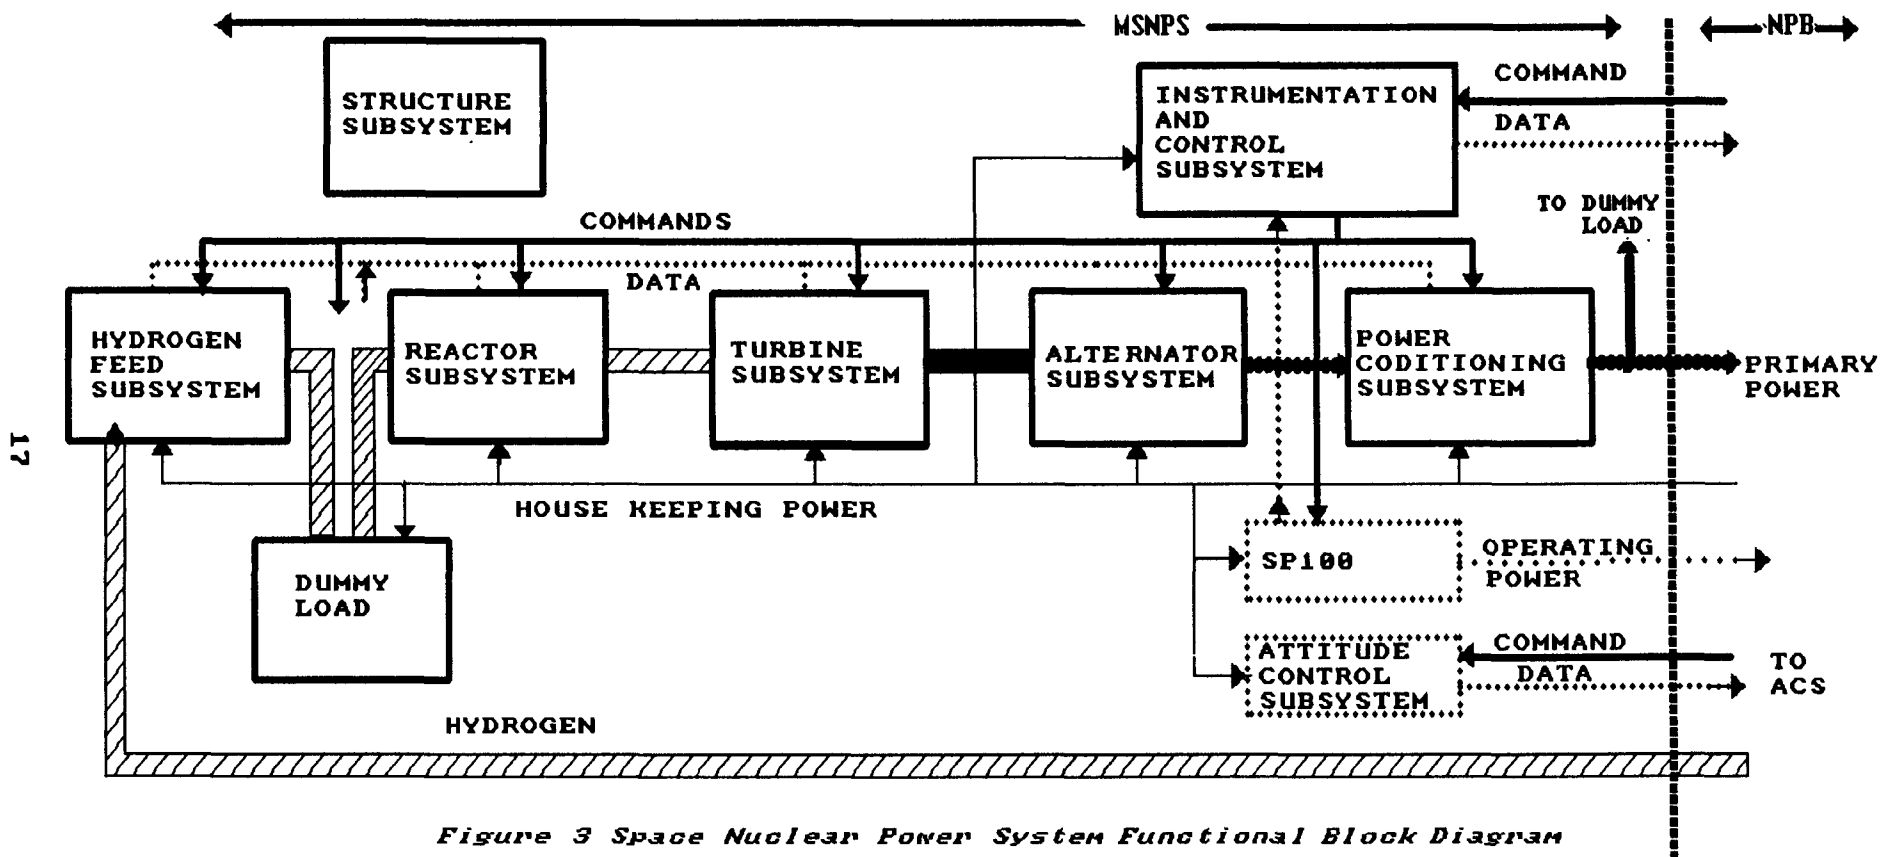 MSNPS
NPB
STRUCTURE
SUBSYSTEM
INSTRUMENTATION
AND
CONTROL
SUBSYSTEM
COMMAND
DATA
TO DUMMY
LOAD
COMMANDS
DATA
HYDROGEN
FEED
SUBSYSTEM
REACTOR
SUBSYSTEM
TURBINE
SUBSYSTEM
ALTERNATOR
SUBSYSTEM
POWER
CODITIONING
SUBSYSTEM
PRIMARY
POWER
17
HOUSE KEEPING POWER
DUMMY
LOAD
SP100
OPERATING
POWER
ATTITUDE
CONTROL
SUBSYSTEM
COMMAND
DATA
TO
ACS
HYDROGEN
Figure 3 Space Nuclear Power System Functional Block Diagram